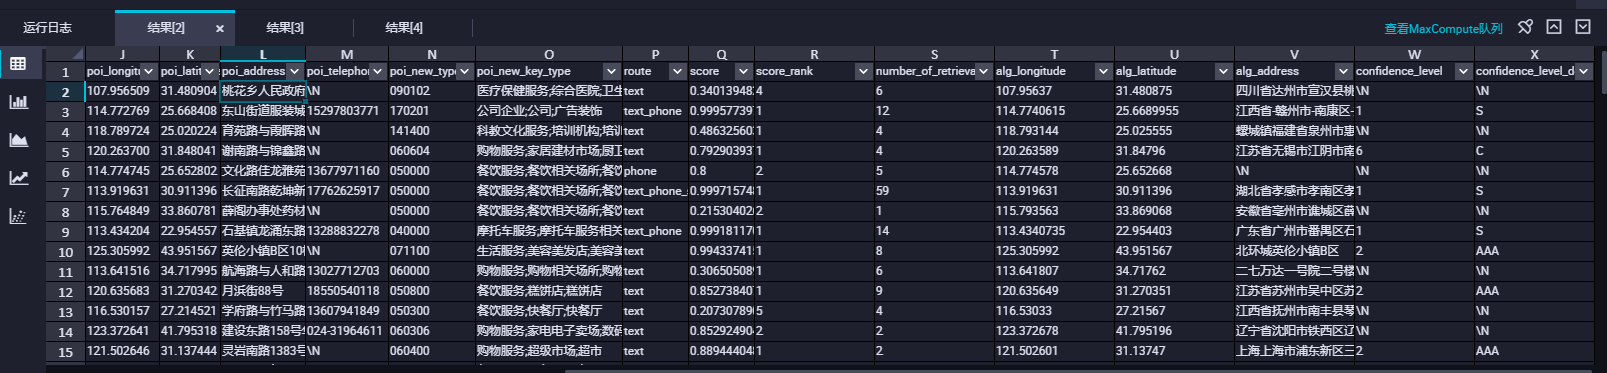 运行日志 结果[2] × 结果[3] 结果[4] 查看MaxCompute队列
J K L M N O P Q R S T U V W X
1 poi_longitu poi_latit poi_address poi_telephon poi_new_type poi_new_key_type route score score_rank number_of_retrieva alg_longitude alg_latitude alg_address confidence_level confidence_level_d
2 107.956509 31.480904 桃花乡人民政府 \N 090102 医疗保健服务;综合医院;卫生 text 0.34013948 4 6 107.95637 31.480875 四川省达州市宣汉县桃 \N \N
3 114.772769 25.668408 东山街道服装城 15297803771 170201 公司企业;公司;广告装饰 text_phone 0.99957739 1 12 114.7740615 25.6689955 江西省·赣州市·南康区· 1 S
4 118.789724 25.020224 育苑路与雨晖路 \N 141400 科教文化服务;培训机构;培训 text 0.48632560 1 4 118.793144 25.025555 螺城镇福建省泉州市惠 \N \N
5 120.263700 31.848041 谢南路与锦鑫路 \N 060604 购物服务;家居建材市场;厨卫 text 0.79290393 1 4 120.263589 31.84796 江苏省无锡市江阴市南 6 C
6 114.774745 25.652802 文化路佳龙雅苑 13677971160 050000 餐饮服务;餐饮相关场所;餐饮 phone 0.8 2 5 114.774578 25.652668 \N \N \N
7 113.919631 30.911396 长征南路乾坤新 17762625917 050000 餐饮服务;餐饮相关场所;餐饮 text_phone_ 0.99971574 1 59 113.919631 30.911396 湖北省孝感市孝南区孝 1 S
8 115.764849 33.860781 薛阁办事处药材 \N 050000 餐饮服务;餐饮相关场所;餐饮 text 0.21530402 2 1 115.793563 33.869068 安徽省亳州市谯城区薛 \N \N
9 113.434204 22.954557 石基镇龙涌东路 13288832278 040000 摩托车服务;摩托车服务相关 text_phone 0.99918117 1 14 113.4340735 22.954403 广东省广州市番禺区石 1 S
10 125.305992 43.951567 英伦小镇B区10 \N 071100 生活服务;美容美发店;美容美 text 0.99433741 1 8 125.305992 43.951567 北环城英伦小镇B区 2 AAA
11 113.641516 34.717995 航海路与人和路 13027712703 060000 购物服务;购物相关场所;购物 text 0.30650508 1 6 113.641807 34.71762 二七万达一号院二号楼 \N \N
12 120.635683 31.270342 月浜街88号 18550540118 050800 餐饮服务;糕饼店;糕饼店 text 0.85273840 1 9 120.635649 31.270351 江苏省苏州市吴中区苏 2 AAA
13 116.530157 27.214521 学府路与竹马路 13607941849 050300 餐饮服务;快餐厅;快餐厅 text 0.20730789 5 4 116.53033 27.21567 江西省抚州市南丰县琴 \N \N
14 123.372641 41.795318 建设东路158号 024-31964611 060306 购物服务;家电电子卖场;数码 text 0.85292490 2 2 123.372678 41.795196 辽宁省沈阳市铁西区辽 \N \N
15 121.502646 31.137444 灵岩南路1383号 \N 060400 购物服务;超级市场;超市 text 0.88944404 1 2 121.502601 31.13747 上海上海市浦东新区三 2 AAA